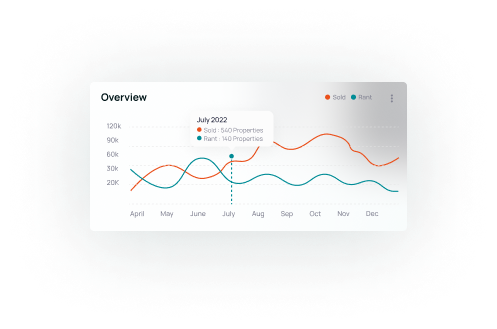 Overview
Sold
Rent
July 2022
Sold : 540 Properties
Rent : 140 Properties
120k
90k
60k
30k
20K
April May June July Aug Sep Oct Nov Dec